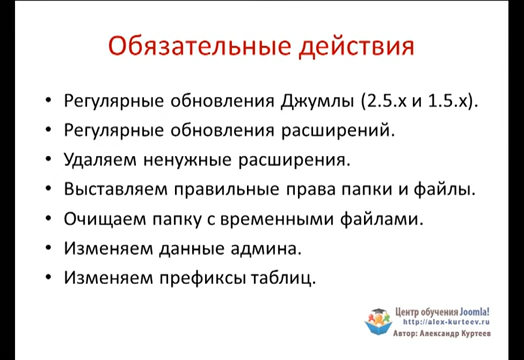 Обязательные действия
• Регулярные обновления Джумлы (2.5.x и 1.5.x).
• Регулярные обновления расширений.
• Удаляем ненужные расширения.
• Выставляем правильные права папки и файлы.
• Очищаем папку с временными файлами.
• Изменяем данные админа.
• Изменяем префиксы таблиц.
Центр обучения Joomla!
http://alex-kurteev.ru
Автор: Александр Куртеев